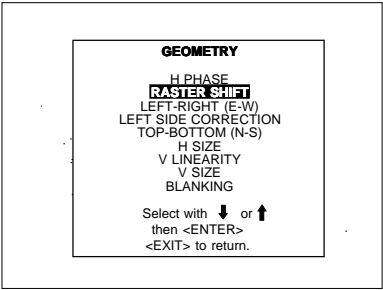 GEOMETRY
H PHASE
RASTER SHIFT
LEFT-RIGHT (E-W)
LEFT SIDE CORRECTION
TOP-BOTTOM (N-S)
H SIZE
V LINEARITY
V SIZE
BLANKING
Select with ⬇ or ⬆
then <ENTER>
<EXIT> to return.